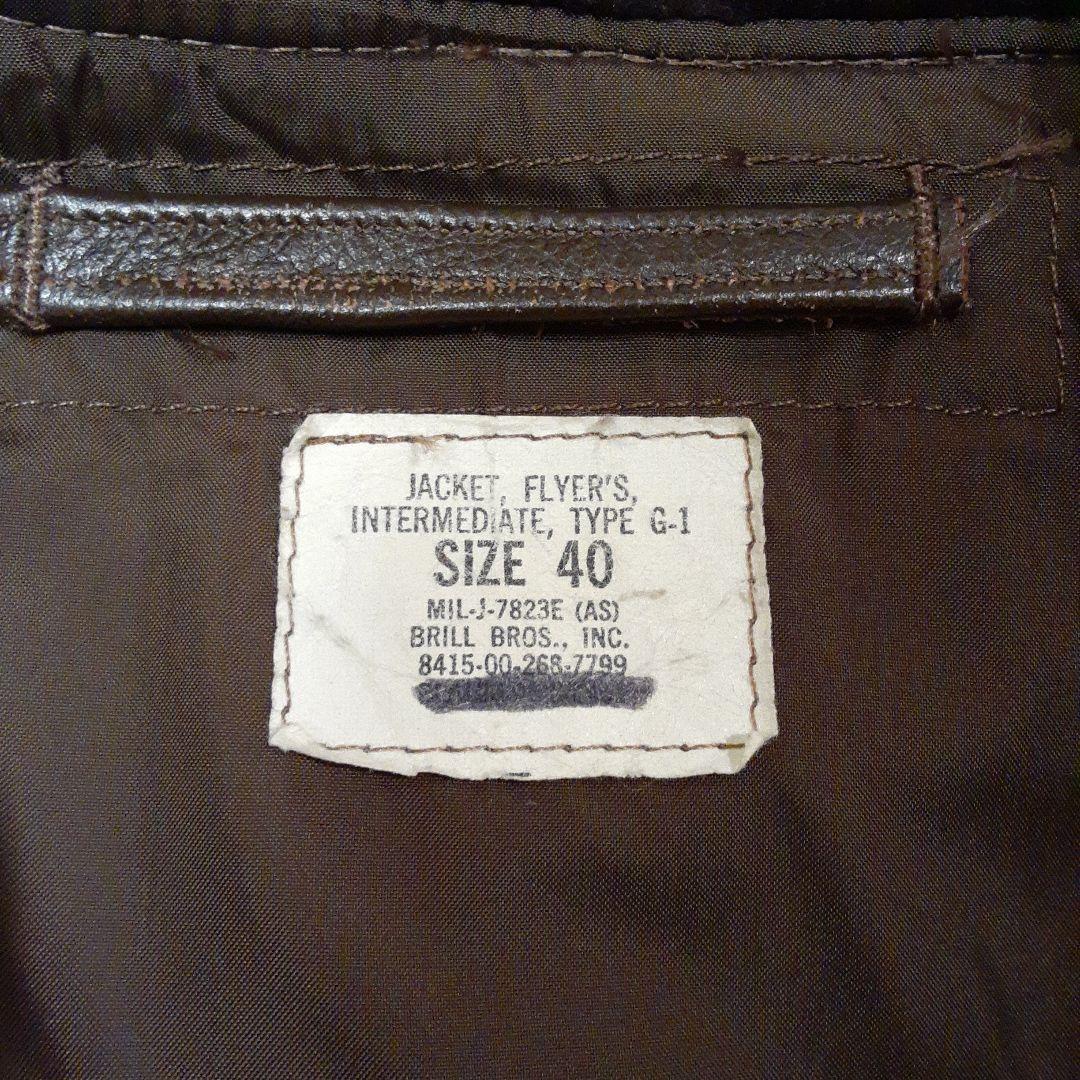 JACKET, FLYER'S,
INTERMEDIATE, TYPE G-1
SIZE 40
MIL-J-7823E (AS)
BRILL BROS., INC.
8415-00-268-7799